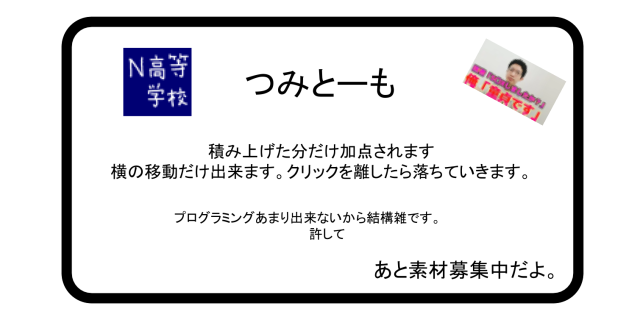 N高等
学校
つみとーも
俺「童貞です」
積み上げた分だけ加点されます
横の移動だけ出来ます。クリックを離したら落ちていきます。
プログラミングあまり出来ないから結構雑です。
許して
あと素材募集中だよ。